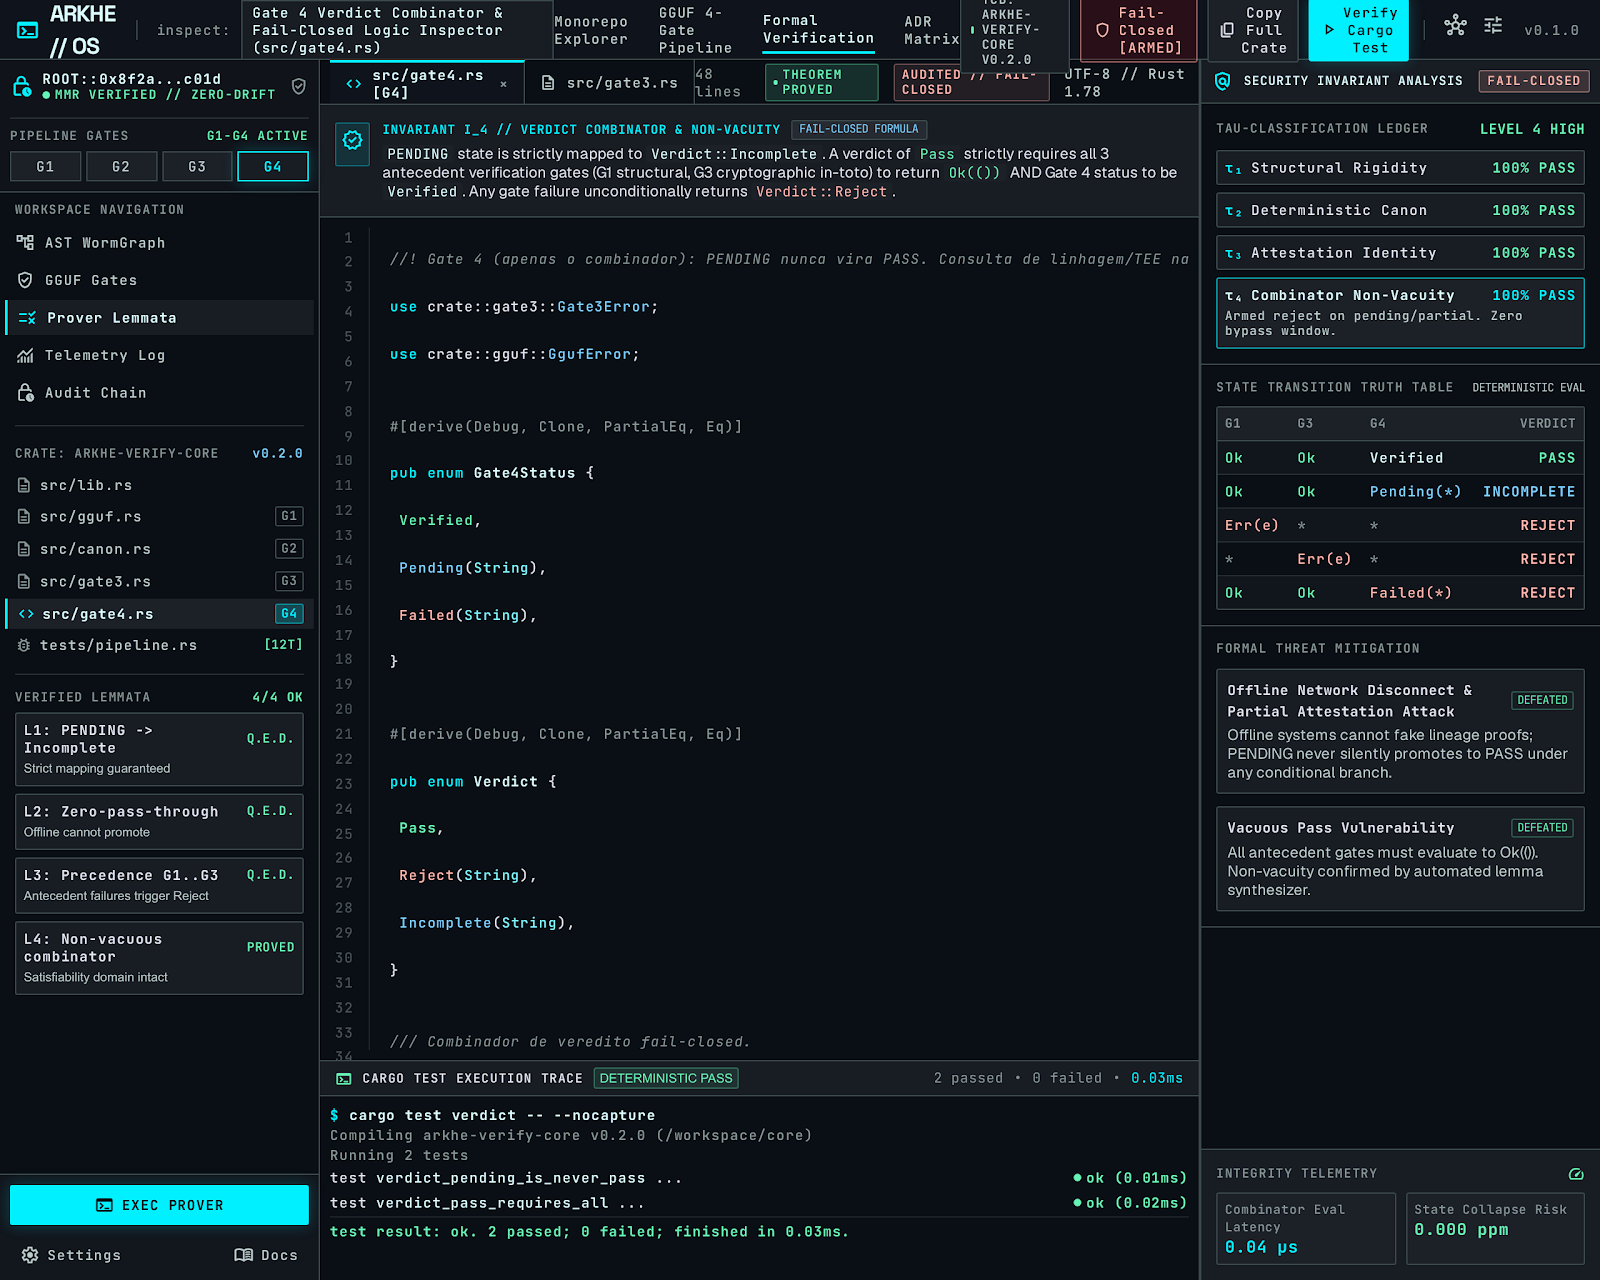 ARKHE
// OS
inspect:
Gate 4 Verdict Combinator &
Fail-Closed Logic Inspector
(src/gate4.rs)
Monorepo
Explorer
GGUF 4-
Gate
Pipeline
Formal
Verification
ADR
Matrix
ARKHE-
VERIFY-
CORE
V0.2.0
Fail-
Closed
[ARMED]
Copy
Full
Crate
Verify
Cargo
Test
v0.1.0
ROOT::0x8f2a...c01d
MMR VERIFIED // ZERO-DRIFT
PIPELINE GATES
G1-G4 ACTIVE
G1
G2
G3
G4
WORKSPACE NAVIGATION
AST WormGraph
GGUF Gates
Prover Lemmata
Telemetry Log
Audit Chain
CRATE: ARKHE-VERIFY-CORE
v0.2.0
src/lib.rs
src/gguf.rs G1
src/canon.rs G2
src/gate3.rs G3
src/gate4.rs G4
tests/pipeline.rs [12T]
VERIFIED LEMMATA
4/4 OK
L1: PENDING ->
Incomplete
Q.E.D.
Strict mapping guaranteed
L2: Zero-pass-through Q.E.D.
Offline cannot promote
L3: Precedence G1..G3 Q.E.D.
Antecedent failures trigger Reject
L4: Non-vacuous
combinator
PROVED
Satisfiability domain intact
EXEC PROVER
Settings
Docs
src/gate4.rs
[G4]
×
src/gate3.rs
48
lines
THEOREM
PROVED
AUDITED // FAIL-
CLOSED
UTF-8 // Rust
1.78
INVARIANT I_4 // VERDICT COMBINATOR & NON-VACUITY
FAIL-CLOSED FORMULA
PENDING state is strictly mapped to Verdict::Incomplete. A verdict of Pass strictly requires all 3
antecedent verification gates (G1 structural, G3 cryptographic in-toto) to return Ok(()) AND Gate 4 status to be
Verified. Any gate failure unconditionally returns Verdict::Reject.
1
2
3
4
5
6
7
8
9
10
11
12
13
14
15
16
17
18
19
20
21
22
23
24
25
26
27
28
29
30
31
32
33
34
//! Gate 4 (apenas o combinador): PENDING nunca vira PASS. Consulta de linhagem/TEE na
use crate::gate3::Gate3Error;
use crate::gguf::GgufError;
#[derive(Debug, Clone, PartialEq, Eq)]
pub enum Gate4Status {
Verified,
Pending(String),
Failed(String),
}
#[derive(Debug, Clone, PartialEq, Eq)]
pub enum Verdict {
Pass,
Reject(String),
Incomplete(String),
}
/// Combinador de veredito fail-closed.
CARGO TEST EXECUTION TRACE
DETERMINISTIC PASS
2 passed • 0 failed • 0.03ms
$ cargo test verdict -- --nocapture
Compiling arkhe-verify-core v0.2.0 (/workspace/core)
Running 2 tests
test verdict_pending_is_never_pass ... ok (0.01ms)
test verdict_pass_requires_all ... ok (0.02ms)
test result: ok. 2 passed; 0 failed; finished in 0.03ms.
SECURITY INVARIANT ANALYSIS
FAIL-CLOSED
TAU-CLASSIFICATION LEDGER
LEVEL 4 HIGH
τ₁ Structural Rigidity 100% PASS
τ₂ Deterministic Canon 100% PASS
τ₃ Attestation Identity 100% PASS
τ₄ Combinator Non-Vacuity 100% PASS
Armed reject on pending/partial. Zero
bypass window.
STATE TRANSITION TRUTH TABLE
DETERMINISTIC EVAL
G1 G3 G4 VERDICT
Ok Ok Verified PASS
Ok Ok Pending(*) INCOMPLETE
Err(e) * * REJECT
* Err(e) * REJECT
Ok Ok Failed(*) REJECT
FORMAL THREAT MITIGATION
Offline Network Disconnect &
Partial Attestation Attack
DEFEATED
Offline systems cannot fake lineage proofs;
PENDING never silently promotes to PASS under
any conditional branch.
Vacuous Pass Vulnerability
DEFEATED
All antecedent gates must evaluate to Ok(()).
Non-vacuity confirmed by automated lemma
synthesizer.
INTEGRITY TELEMETRY
Combinator Eval
Latency
0.04 µs
State Collapse Risk
0.000 ppm